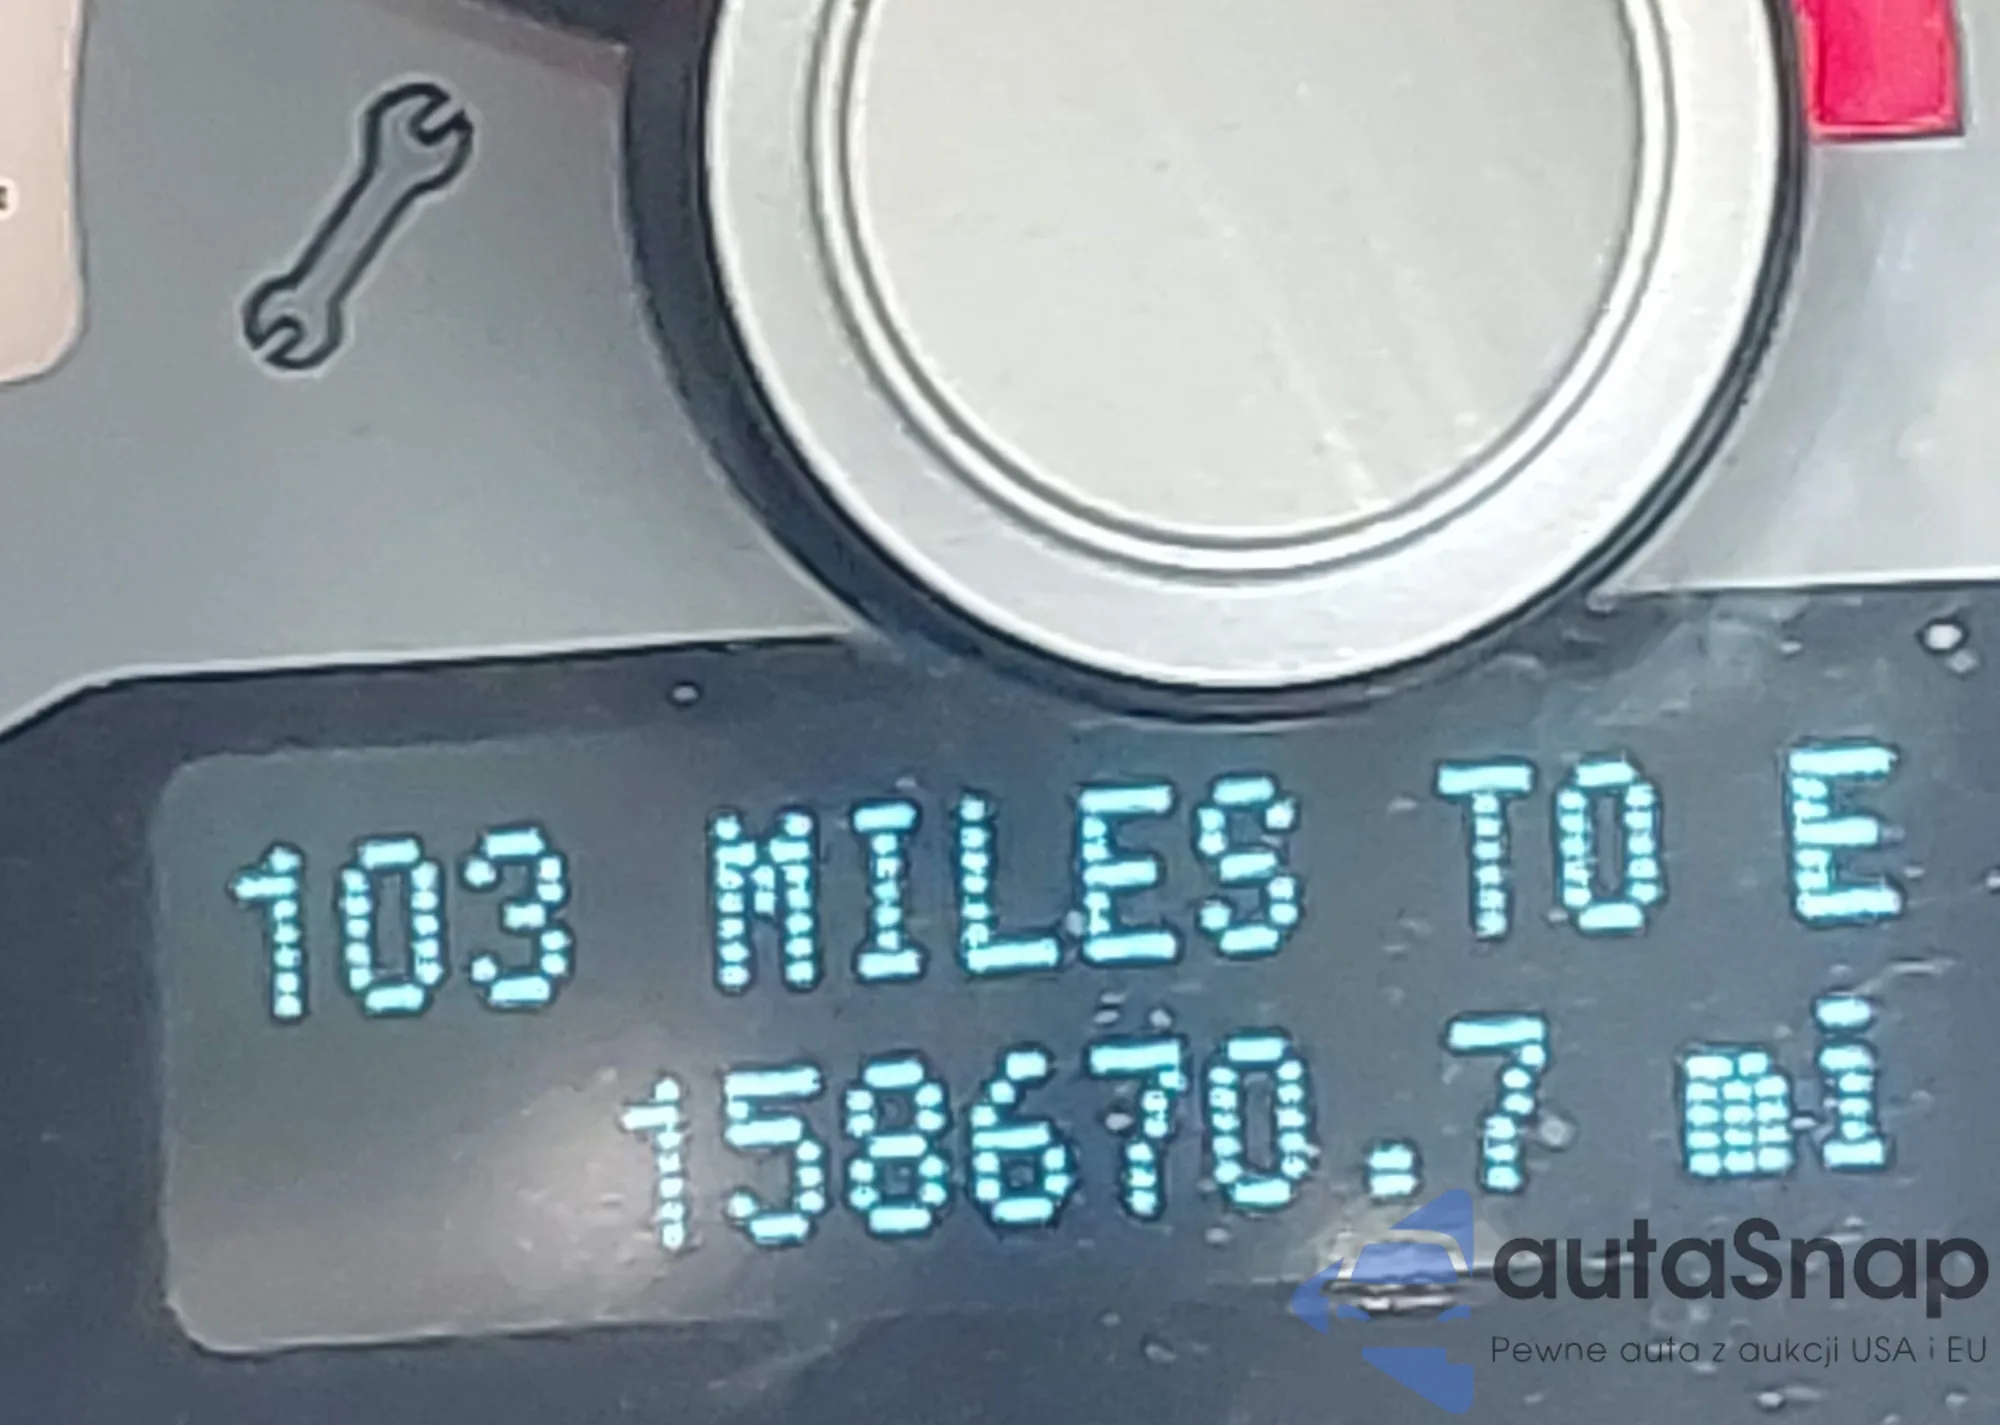 103 MILES TO E
158670.7 mi
autaSnap
Pewne auta z aukcji USA i EU